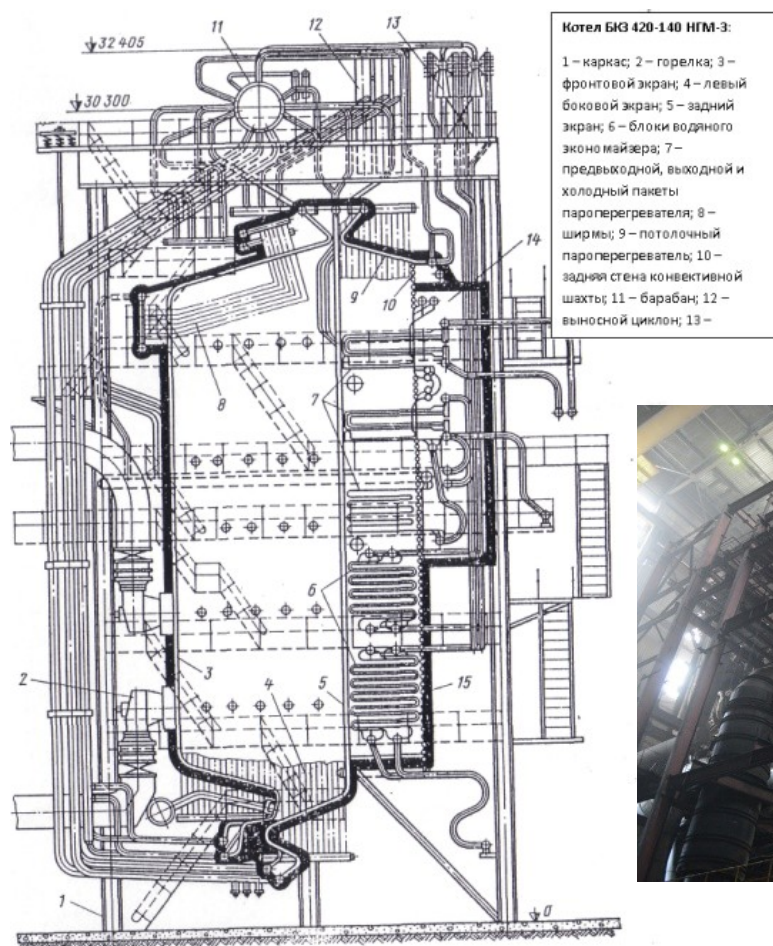 32 405
11
12
13
30 300
14
9
10
8
7
6
2
3
4
5
15
1
0
Котел БКЗ 420-140 НГМ-3:
1 – каркас; 2 – горелка; 3 –
фронтовой экран; 4 – левый
боковой экран; 5 – задний
экран; 6 – блоки водяного
экономайзера; 7 –
предвыходной, выходной и
холодный пакеты
пароперегревателя; 8 –
ширмы; 9 – потолочный
пароперегреватель; 10 –
задняя стена конвективной
шахты; 11 – барабан; 12 –
выносной циклон; 13 –